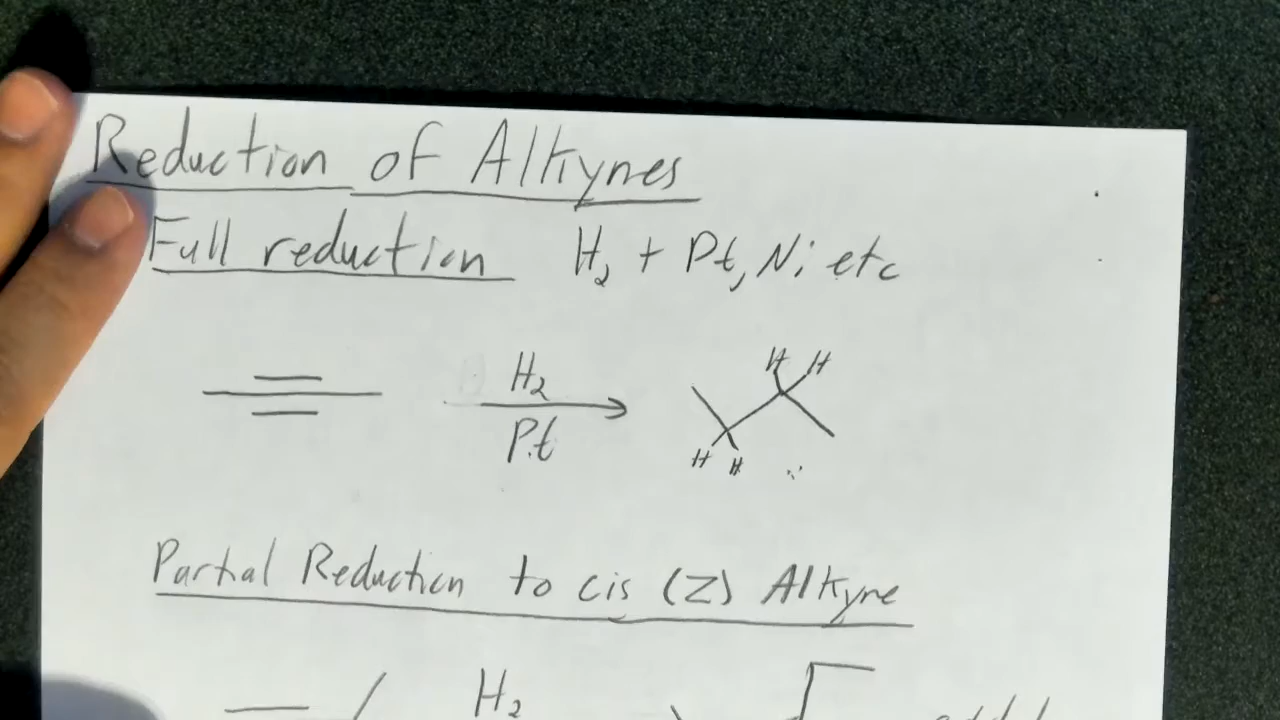 Reduction of Alkynes
Full reduction H₂ + Pt, Ni etc
H₂
Pt
H H
H H
Partial Reduction to cis (Z) Alkyne
H₂